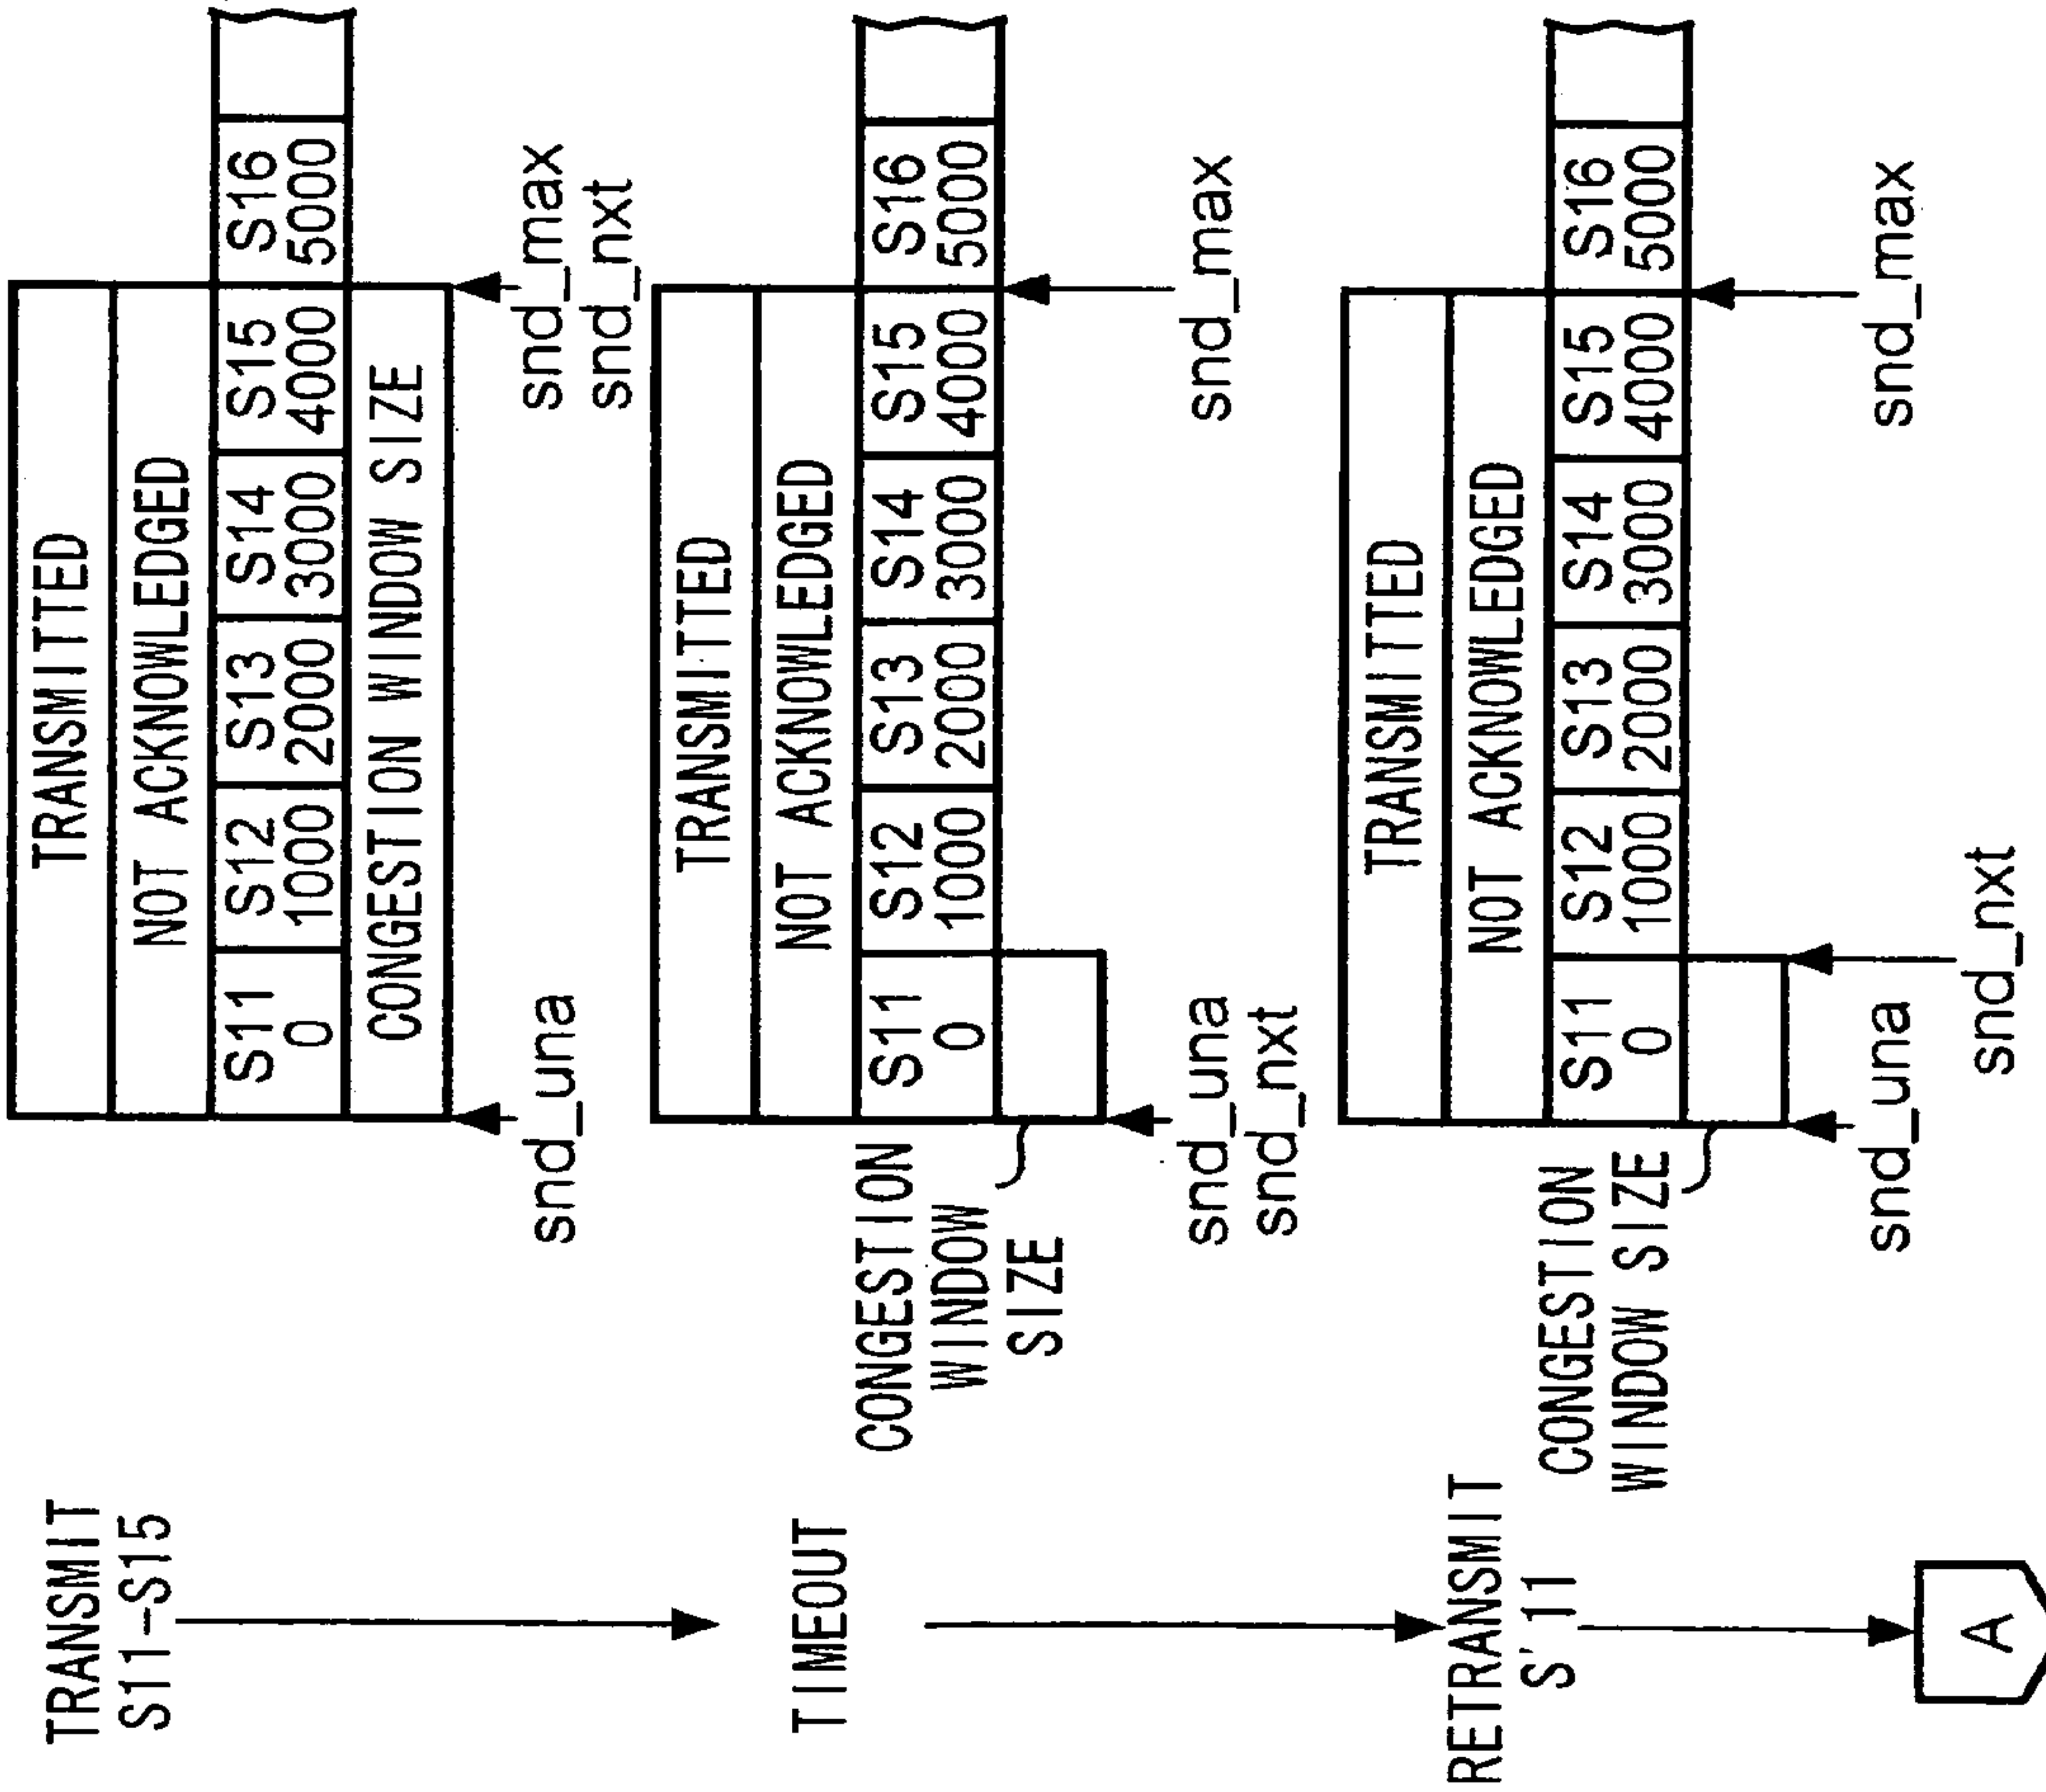 TRANSMIT
S11-S15
TRANSMITTED
NOT ACKNOWLEDGED
S11 S12 S13 S14 S15 S16
0 1000 2000 3000 4000 5000
CONGESTION WINDOW SIZE
snd_una
snd_max
snd_nxt
TIMEOUT
TRANSMITTED
NOT ACKNOWLEDGED
S11 S12 S13 S14 S15 S16
0 1000 2000 3000 4000 5000
CONGESTION
WINDOW
SIZE
snd_una
snd_nxt
snd_max
RETRANSMIT
S'11
TRANSMITTED
NOT ACKNOWLEDGED
S11 S12 S13 S14 S15 S16
0 1000 2000 3000 4000 5000
CONGESTION
WINDOW SIZE
snd_una
snd_nxt
snd_max
A